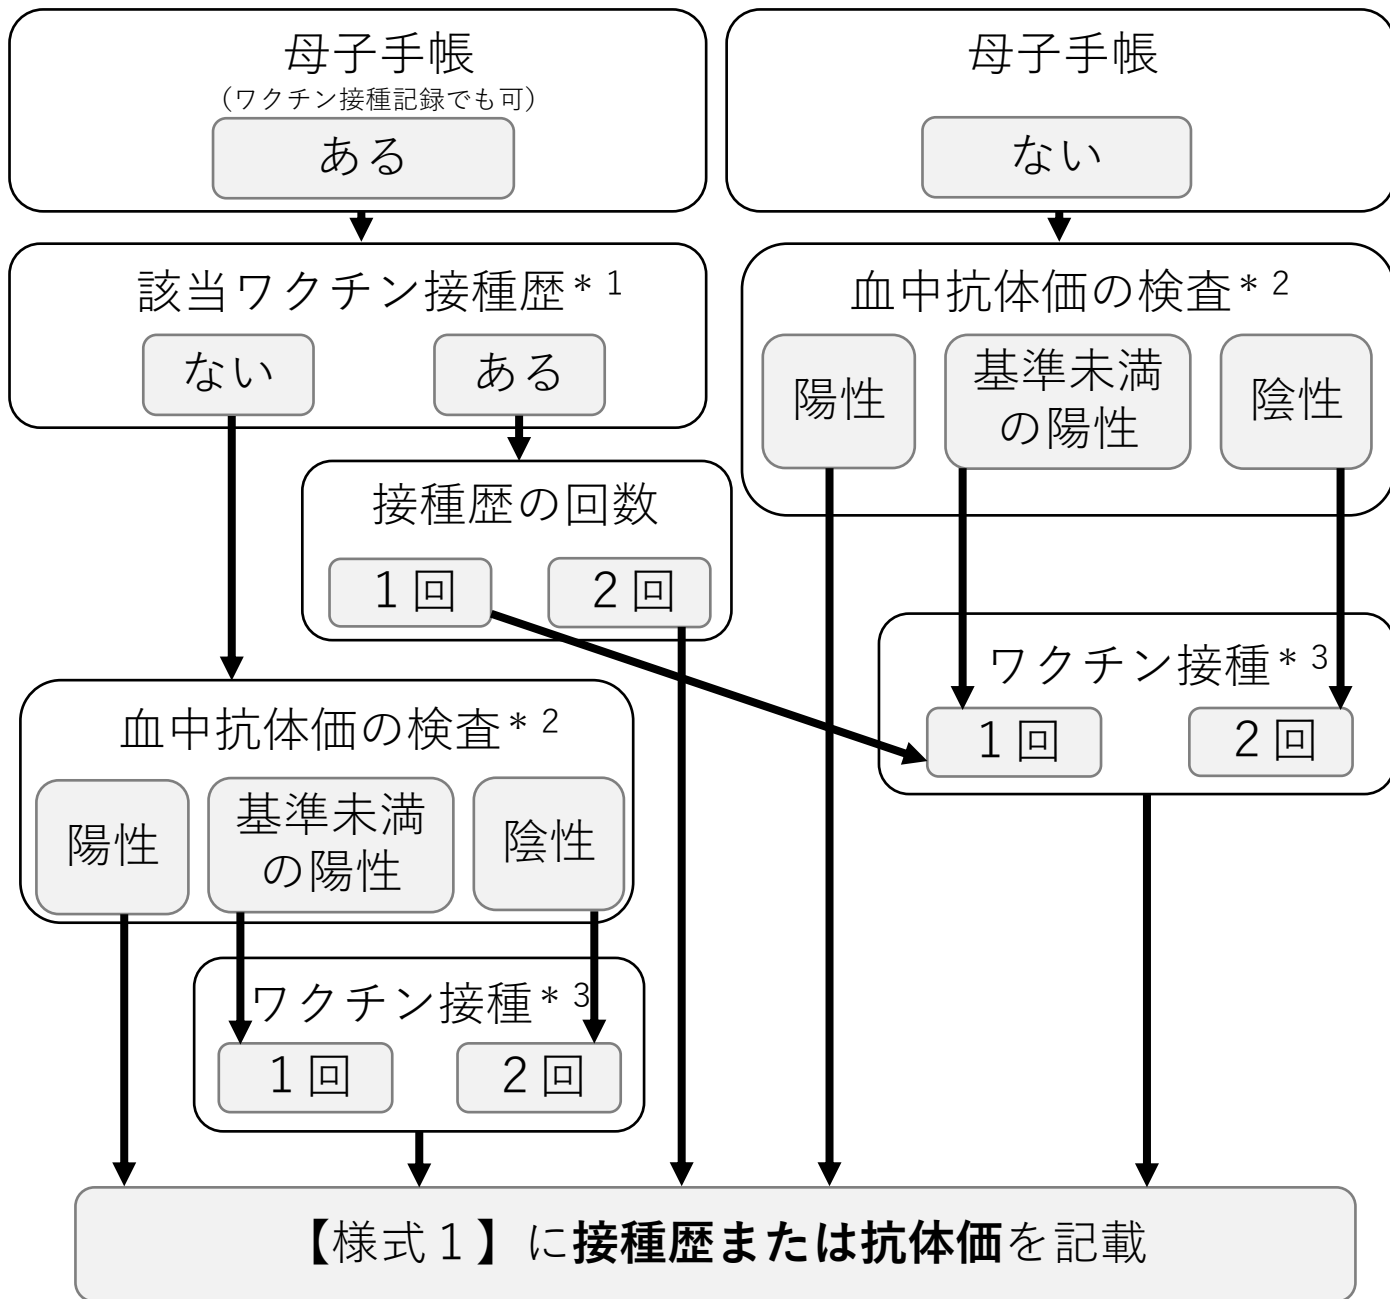 母子手帳
（ワクチン接種記録でも可）
ある
母子手帳
ない
該当ワクチン接種歴＊１
ない
ある
血中抗体価の検査＊２
陽性
基準未満
の陽性
陰性
接種歴の回数
１回
２回
ワクチン接種＊３
１回
２回
血中抗体価の検査＊２
陽性
基準未満
の陽性
陰性
ワクチン接種＊３
１回
２回
【様式１】に接種歴または抗体価を記載